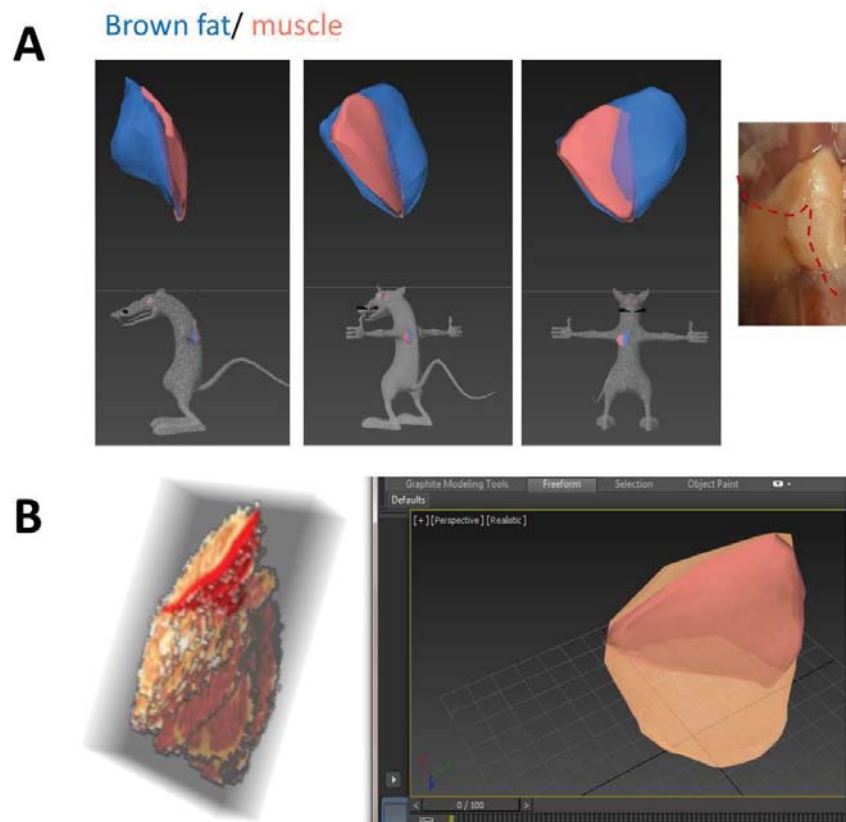 Brown fat/ muscle
A
B
Graphite Modeling Tools Freeform Selection Object Paint
Defaults
[+] [Perspective] [Realistic]
< 0 / 100 >